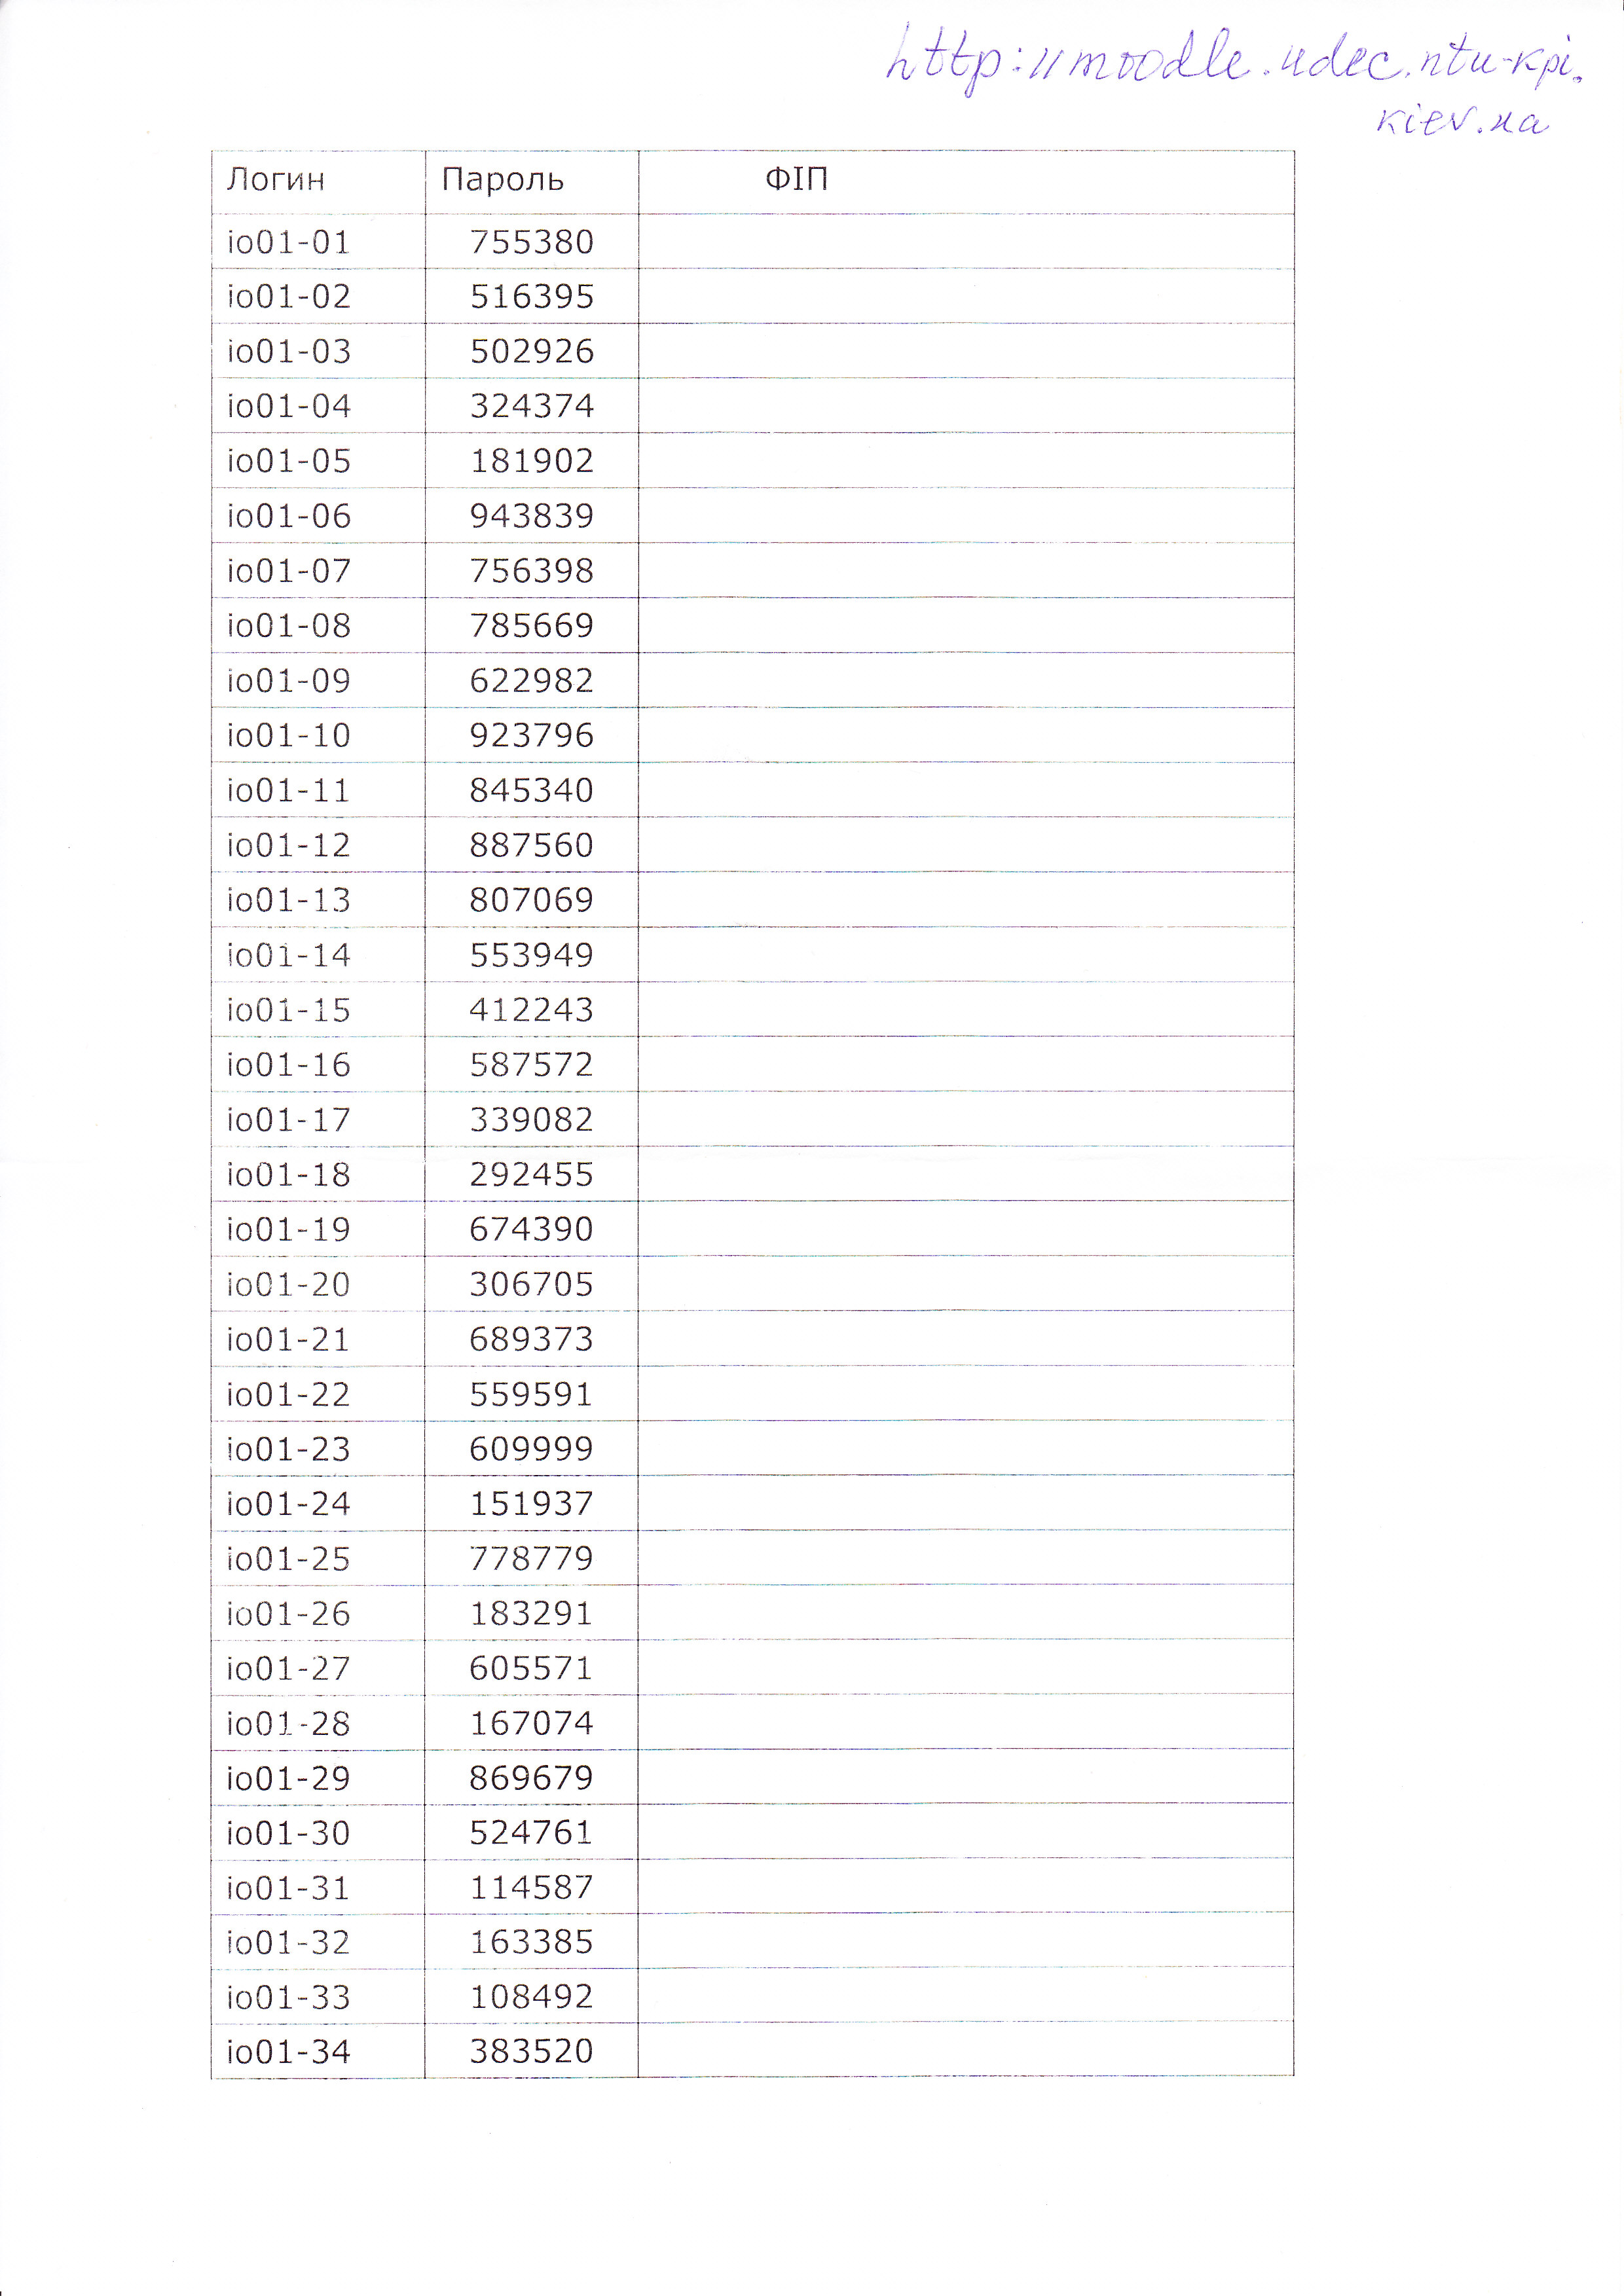 http://moodle.udec.ntu-kpi.
kiev.ua
Логин Пароль ФІП
io01-01 755380
io01-02 516395
io01-03 502926
io01-04 324374
io01-05 181902
io01-06 943839
io01-07 756398
io01-08 785669
io01-09 622982
io01-10 923796
io01-11 845340
io01-12 887560
io01-13 807069
io01-14 553949
io01-15 412243
io01-16 587572
io01-17 339082
io01-18 292455
io01-19 674390
io01-20 306705
io01-21 689373
io01-22 559591
io01-23 609999
io01-24 151937
io01-25 778779
io01-26 183291
io01-27 605571
io01-28 167074
io01-29 869679
io01-30 524761
io01-31 114587
io01-32 163385
io01-33 108492
io01-34 383520